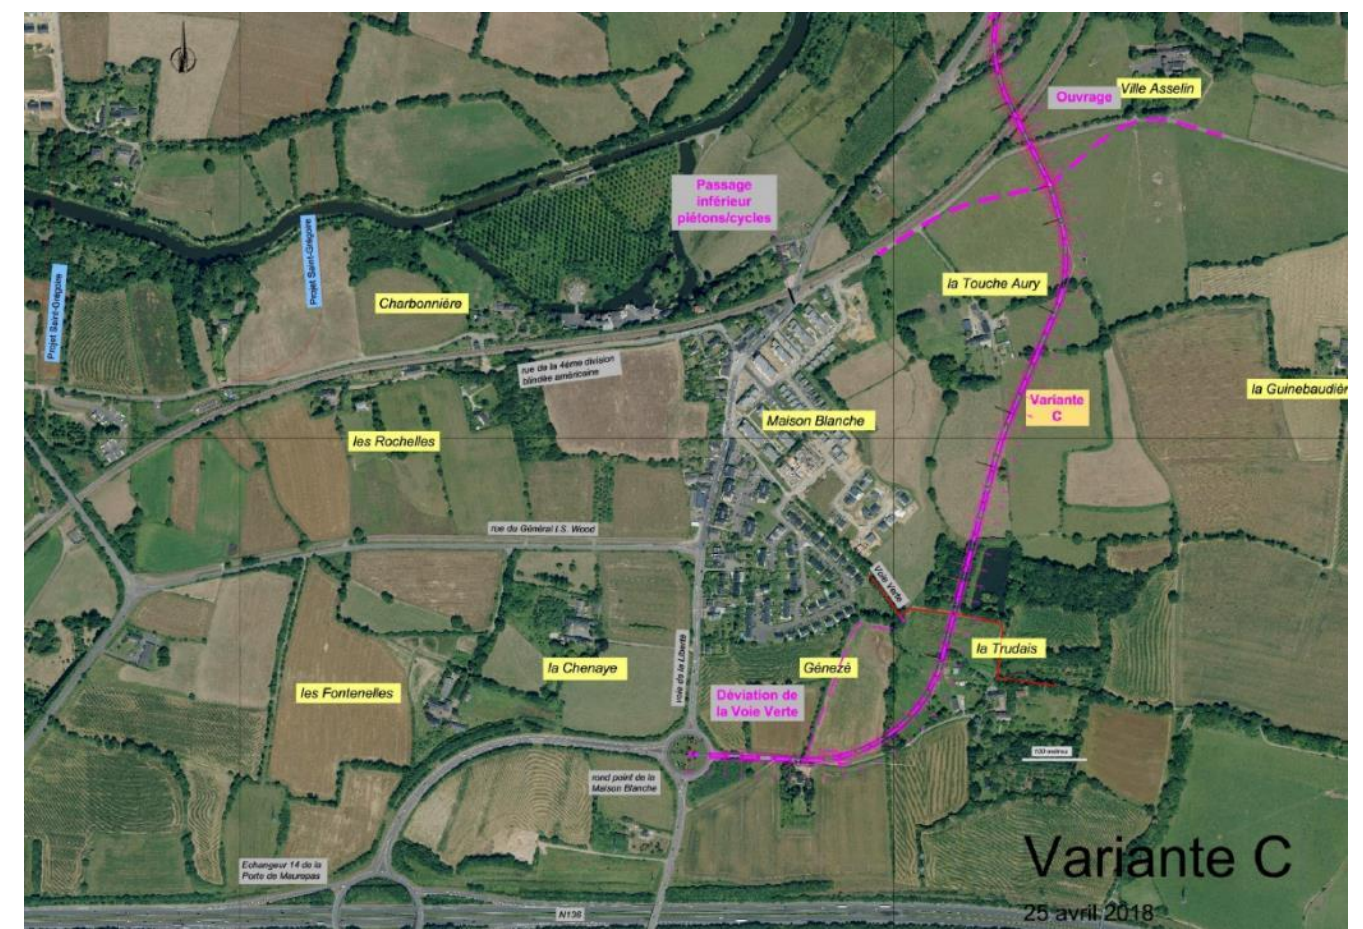 Ouvrage
Ville Asselin
Passage
inférieur
piétons/cycles
Projet Saint-Grégoire
Projet Saint-Grégoire
Charbonnière
la Touche Aury
rue de la 4ème division
blindée américaine
la Guinebaudièr
Variante
C
Maison Blanche
les Rochelles
rue du Général I.S. Wood
Voie Verte
la Trudais
Génezé
la Chenaye
voie de la Liberté
les Fontenelles
Déviation de
la Voie Verte
100 mètres
rond point de la
Maison Blanche
Echangeur 14 de la
Porte de Maurepas
Variante C
N136
25 avril 2018